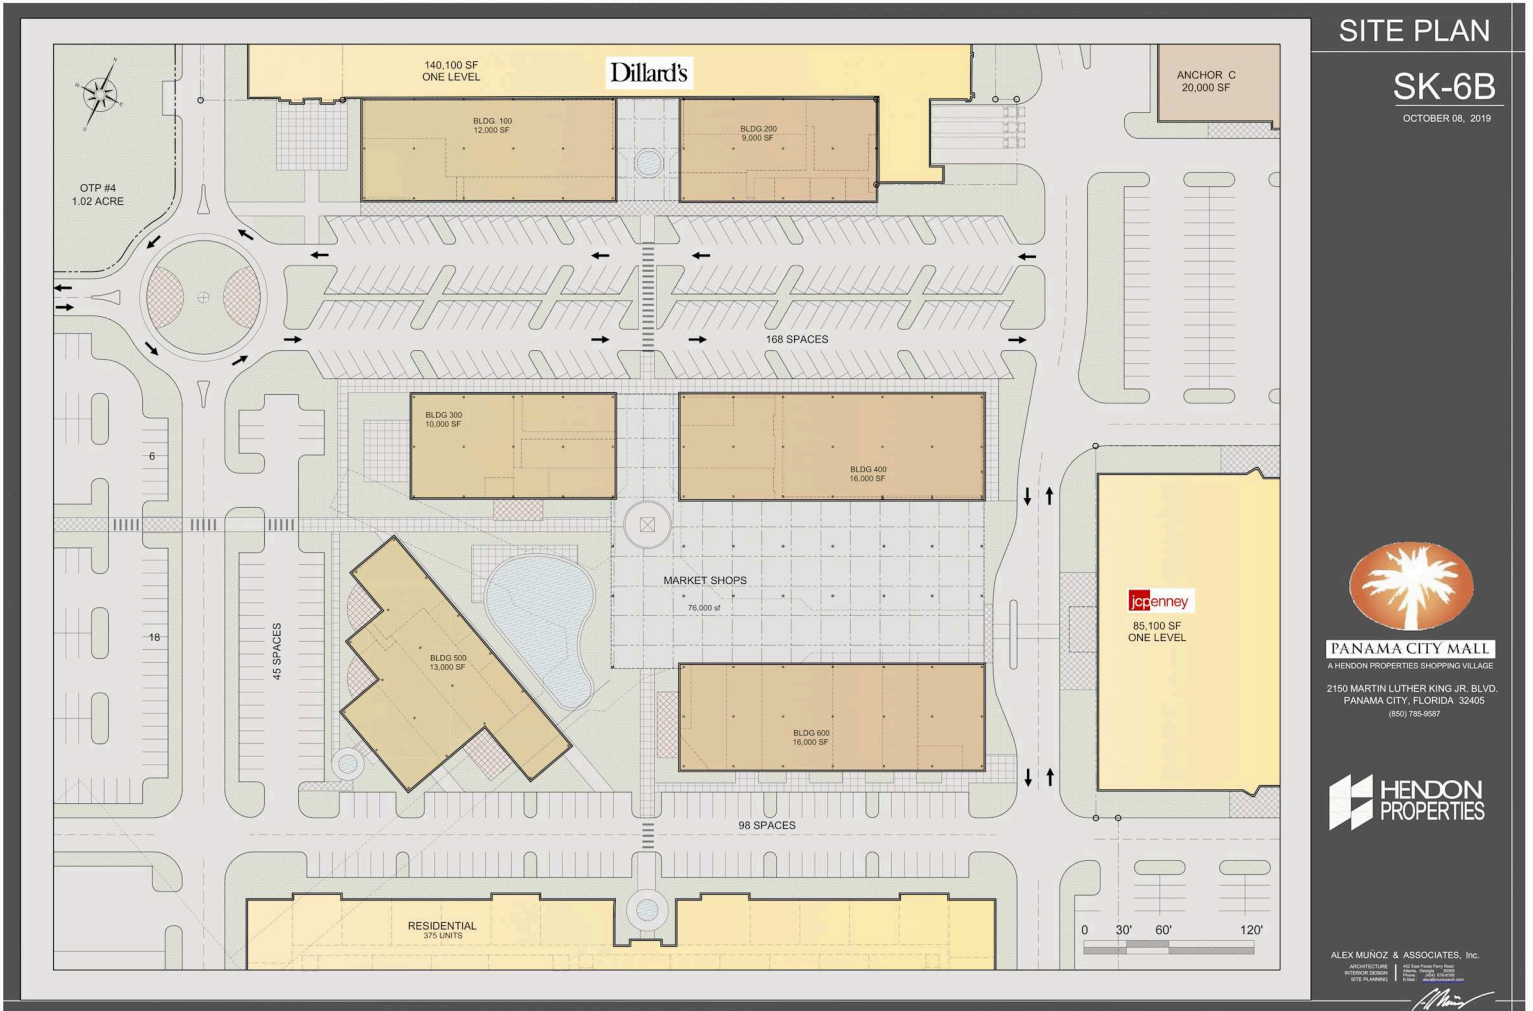 SITE PLAN
SK-6B
OCTOBER 08, 2019
140,100 SF
ONE LEVEL
Dillard's
ANCHOR C
20,000 SF
BLDG. 100
12,000 SF
BLDG.200
9,000 SF
OTP #4
1.02 ACRE
168 SPACES
BLDG 300
10,000 SF
BLDG 400
16,000 SF
6
MARKET SHOPS
76,000 sf
jcpenney
85,100 SF
ONE LEVEL
18
45 SPACES
BLDG 500
13,000 SF
BLDG 600
16,000 SF
98 SPACES
RESIDENTIAL
375 UNITS
0 30' 60' 120'
PANAMA CITY MALL
A HENDON PROPERTIES SHOPPING VILLAGE
2150 MARTIN LUTHER KING JR. BLVD.
PANAMA CITY, FLORIDA 32405
(850) 785-9587
HENDON
PROPERTIES
ALEX MUÑOZ & ASSOCIATES, Inc.
ARCHITECTURE
INTERIOR DESIGN
SITE PLANNING